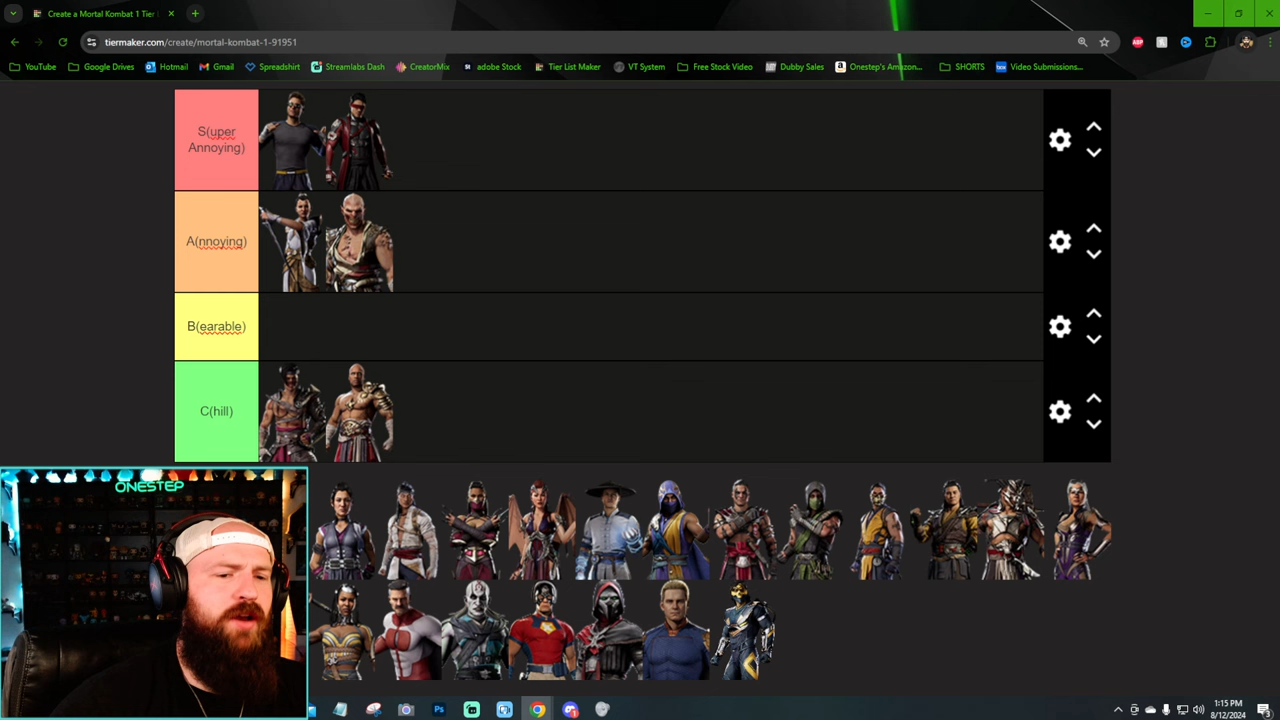 Create a Mortal Kombat 1 Tier
tiermaker.com/create/mortal-kombat-1-91951
YouTube Google Drives Hotmail Gmail Spreadshirt Streamlabs Dash CreatorMix adobe Stock Tier List Maker VT System Free Stock Video Dubby Sales Onestep's Amazon... SHORTS Video Submissions...
S(uper
Annoying)
A(nnoying)
B(earable)
C(hill)
ONESTEP
1:15 PM
8/12/2024